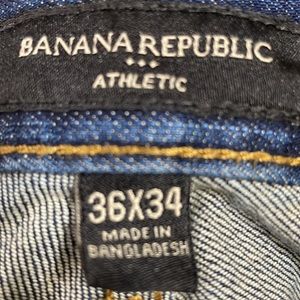 BANANA REPUBLIC
ATHLETIC
36X34
MADE IN
BANGLADESH